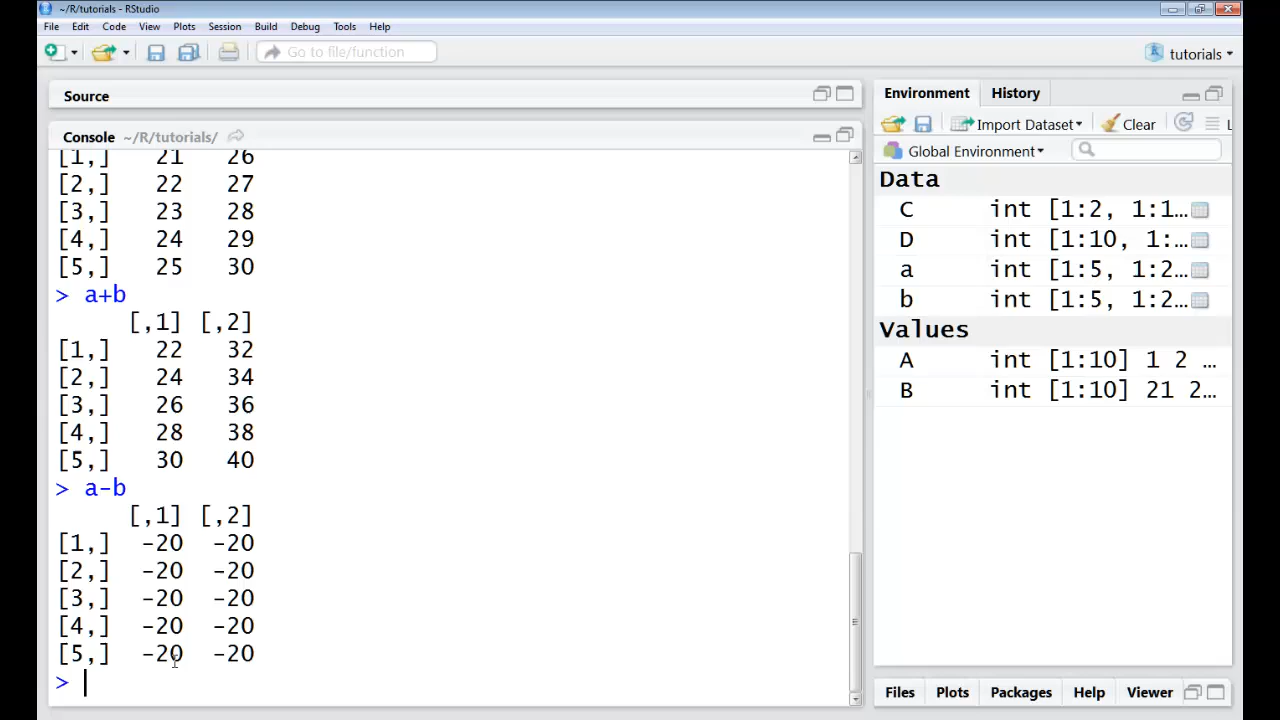 ~/R/tutorials - RStudio
File Edit Code View Plots Session Build Debug Tools Help
Go to file/function
tutorials
Source
Console ~/R/tutorials/
[1,] 21 26
[2,] 22 27
[3,] 23 28
[4,] 24 29
[5,] 25 30
> a+b
[,1] [,2]
[1,] 22 32
[2,] 24 34
[3,] 26 36
[4,] 28 38
[5,] 30 40
> a-b
[,1] [,2]
[1,] -20 -20
[2,] -20 -20
[3,] -20 -20
[4,] -20 -20
[5,] -20 -20
>
Environment History
Import Dataset Clear L
Global Environment
Data
C int [1:2, 1:1...
D int [1:10, 1:...
a int [1:5, 1:2...
b int [1:5, 1:2...
Values
A int [1:10] 1 2 ...
B int [1:10] 21 2...
Files Plots Packages Help Viewer